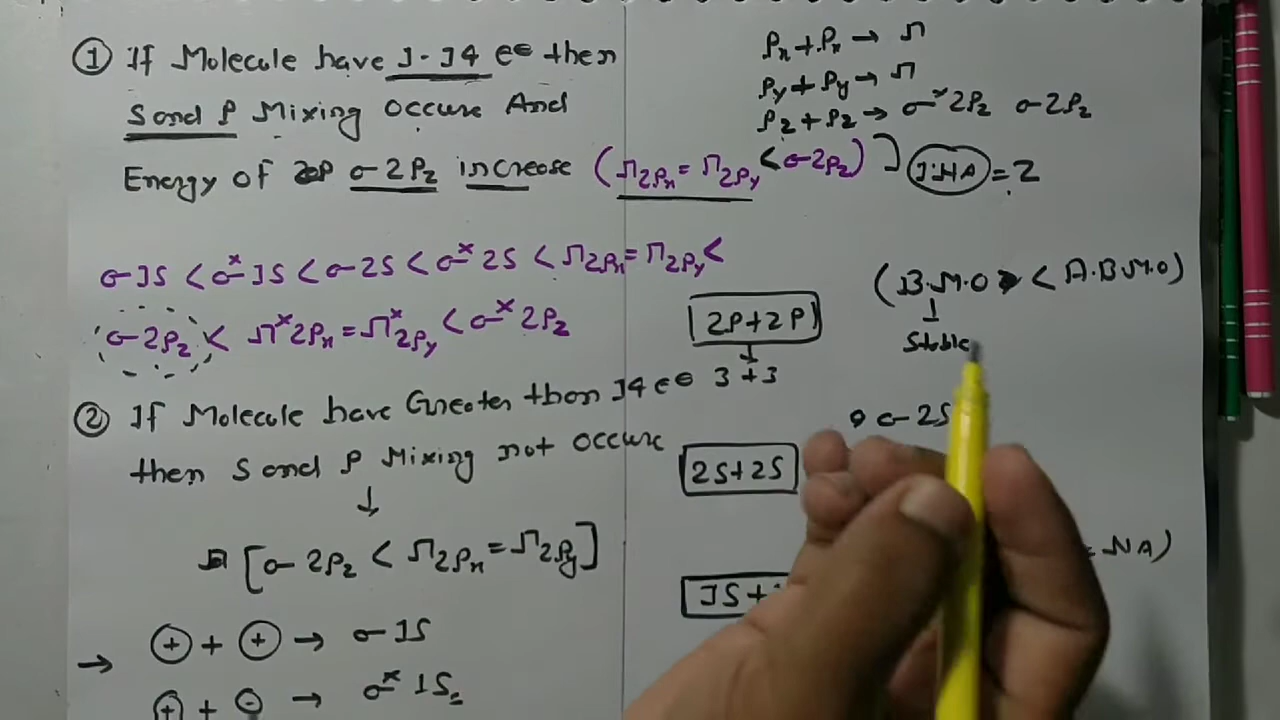 ① If Molecule have 1-14 e⊖ then
S and P Mixing occure And
Energy of σ 2Pz increase (π2Px = π2Py < σ 2Pz)
σ 1S < σ* 1S < σ 2S < σ* 2S < π2Px = π2Py <
σ 2Pz < π* 2Px = π* 2Py < σ* 2Pz
② If Molecule have Greater than 14 e⊖
then S and P Mixing not occure
↓
[σ 2Pz < π2Px = π2Py]
→ ⊕ + ⊕ → σ 1S
⊕ + ⊖ → σ* 1S
Px + Px → π
Py + Py → π
Pz + Pz → σ* 2Pz σ 2Pz
I.N.A = Z
(B.M.O < A.B.M.O)
↓
Stable
2P + 2P
↓
3 + 3
σ 2S
2S + 2S
= NA)
1S +